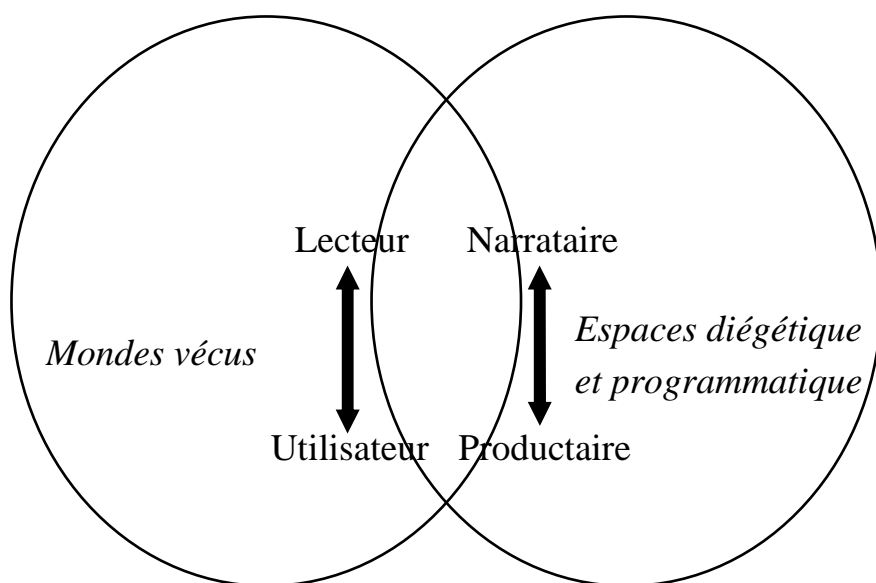 Lecteur
Narrataire
Mondes vécus
Espaces diégétique
et programmatique
Utilisateur
Productaire